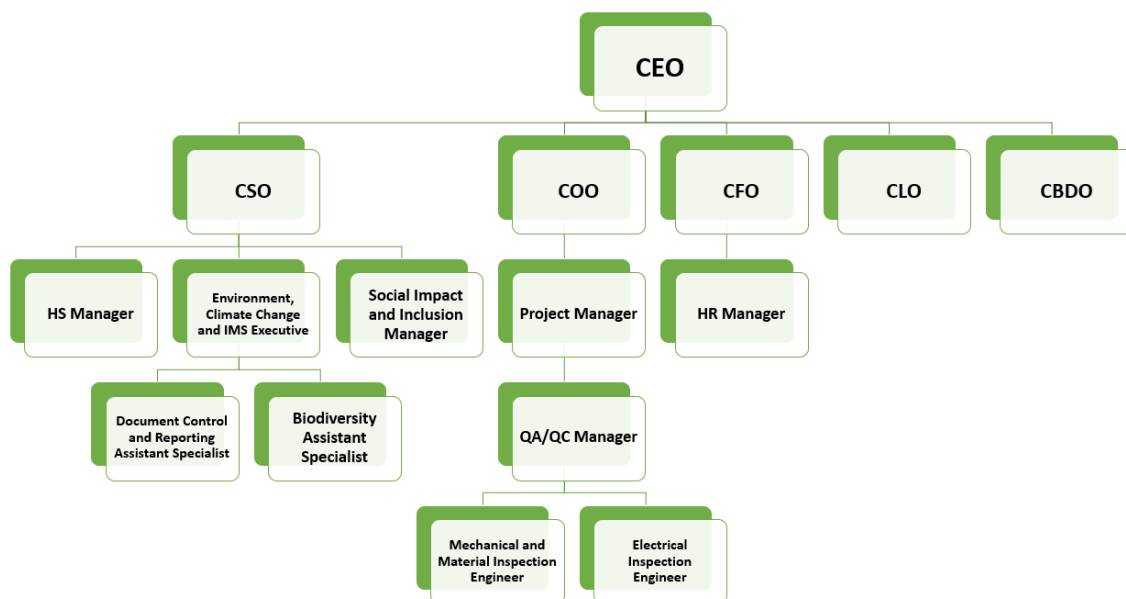 CEO
CSO
COO
CFO
CLO
CBDO
HS Manager
Environment,
Climate Change
and IMS Executive
Social Impact
and Inclusion
Manager
Project Manager
HR Manager
Document Control
and Reporting
Assistant Specialist
Biodiversity
Assistant
Specialist
QA/QC Manager
Mechanical and
Material Inspection
Engineer
Electrical
Inspection
Engineer